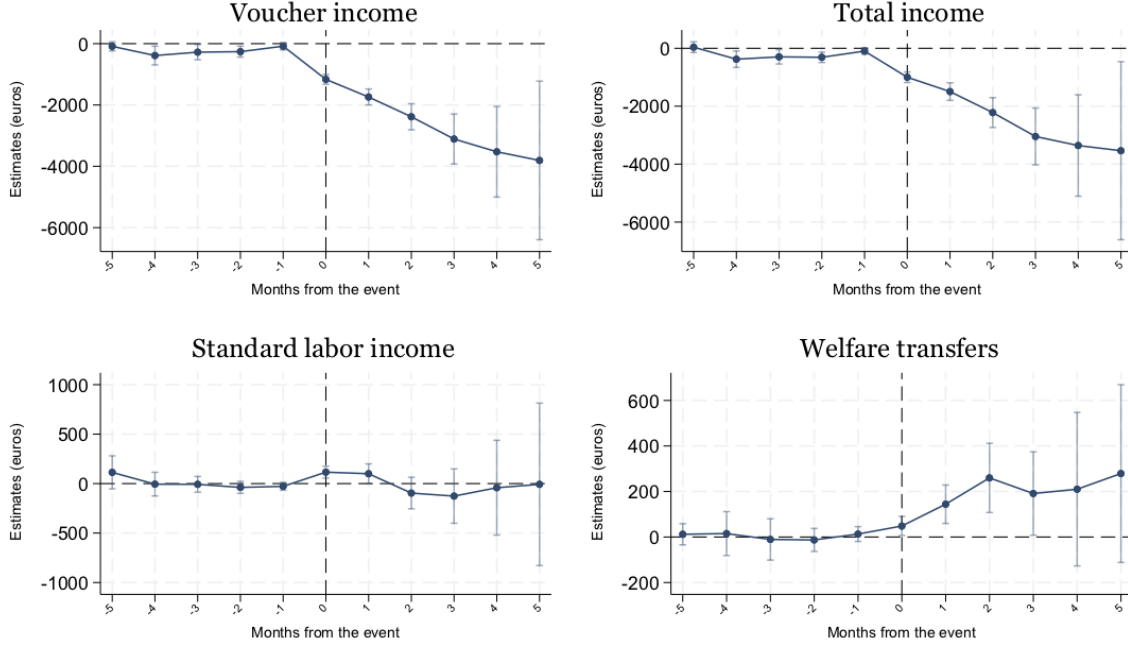 Voucher income
Estimates (euros)
0
-2000
-4000
-6000
-5 -4 -3 -2 -1 0 1 2 3 4 5
Months from the event
Total income
Estimates (euros)
0
-2000
-4000
-6000
-5 -4 -3 -2 -1 0 1 2 3 4 5
Months from the event
Standard labor income
Estimates (euros)
1000
500
0
-500
-1000
-5 -4 -3 -2 -1 0 1 2 3 4 5
Months from the event
Welfare transfers
Estimates (euros)
600
400
200
0
-200
-5 -4 -3 -2 -1 0 1 2 3 4 5
Months from the event